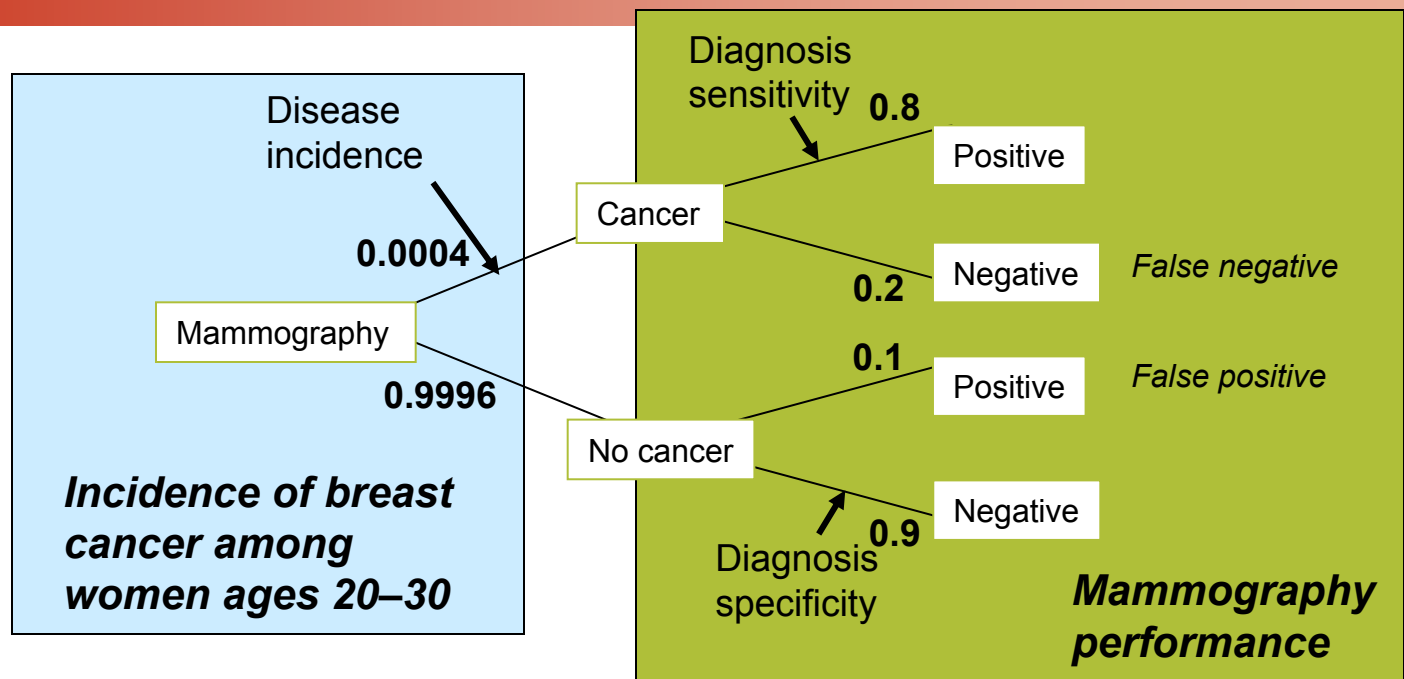 Disease
incidence
0.0004
Mammography
0.9996
Incidence of breast
cancer among
women ages 20–30
Diagnosis
sensitivity
0.8
Positive
Cancer
Negative
False negative
0.2
0.1
Positive
False positive
No cancer
Negative
0.9
Diagnosis
specificity
Mammography
performance